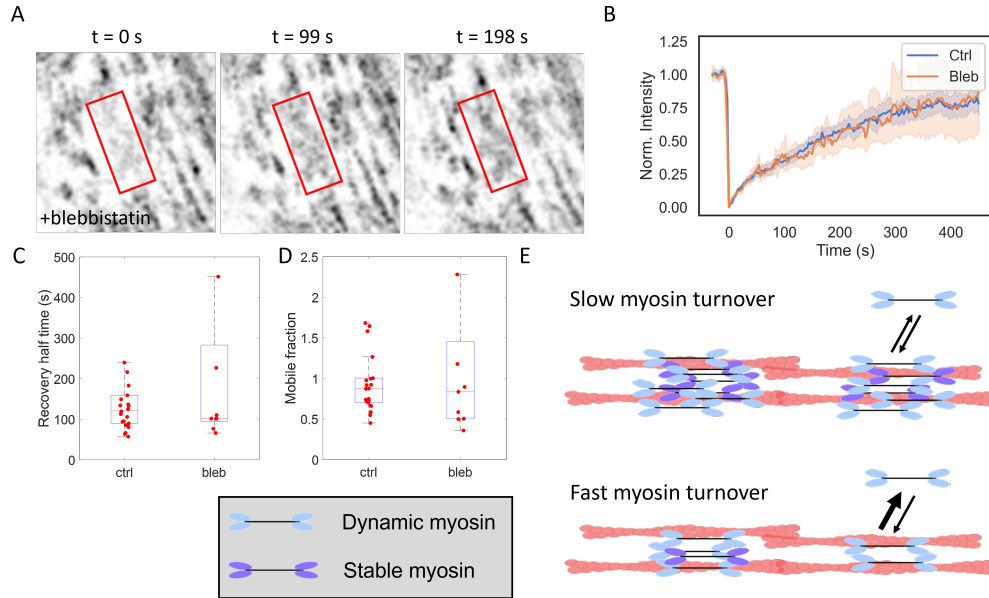 A
t = 0 s
t = 99 s
t = 198 s
+blebbistatin
B
1.25
1.00
0.75
0.50
0.25
0.00
Norm. Intensity
Ctrl
Bleb
0
100
200
300
400
Time (s)
C
500
400
300
200
100
0
Recovery half time (s)
ctrl
bleb
D
2.5
2
1.5
1
0.5
0
Mobile fraction
ctrl
bleb
E
Slow myosin turnover
Fast myosin turnover
Dynamic myosin
Stable myosin